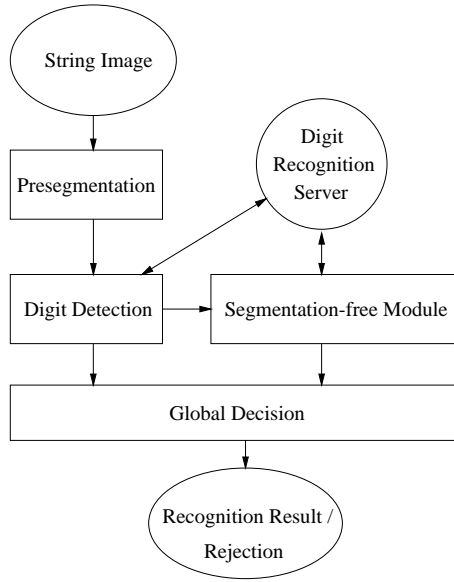 String Image
Digit
Recognition
Server
Presegmentation
Digit Detection
Segmentation-free Module
Global Decision
Recognition Result /
Rejection